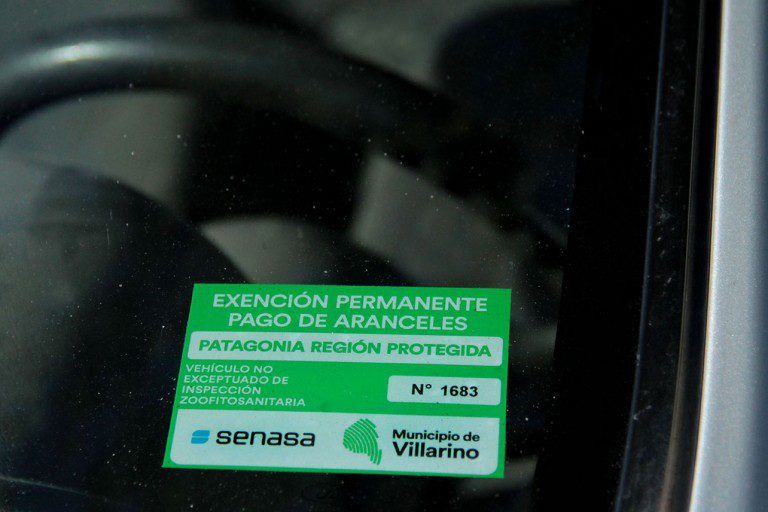 EXENCIÓN PERMANENTE
PAGO DE ARANCELES
PATAGONIA REGIÓN PROTEGIDA
VEHÍCULO NO
EXCEPTUADO DE
INSPECCIÓN
ZOOFITOSANITARIA
N° 1683
senasa
Municipio de
Villarino